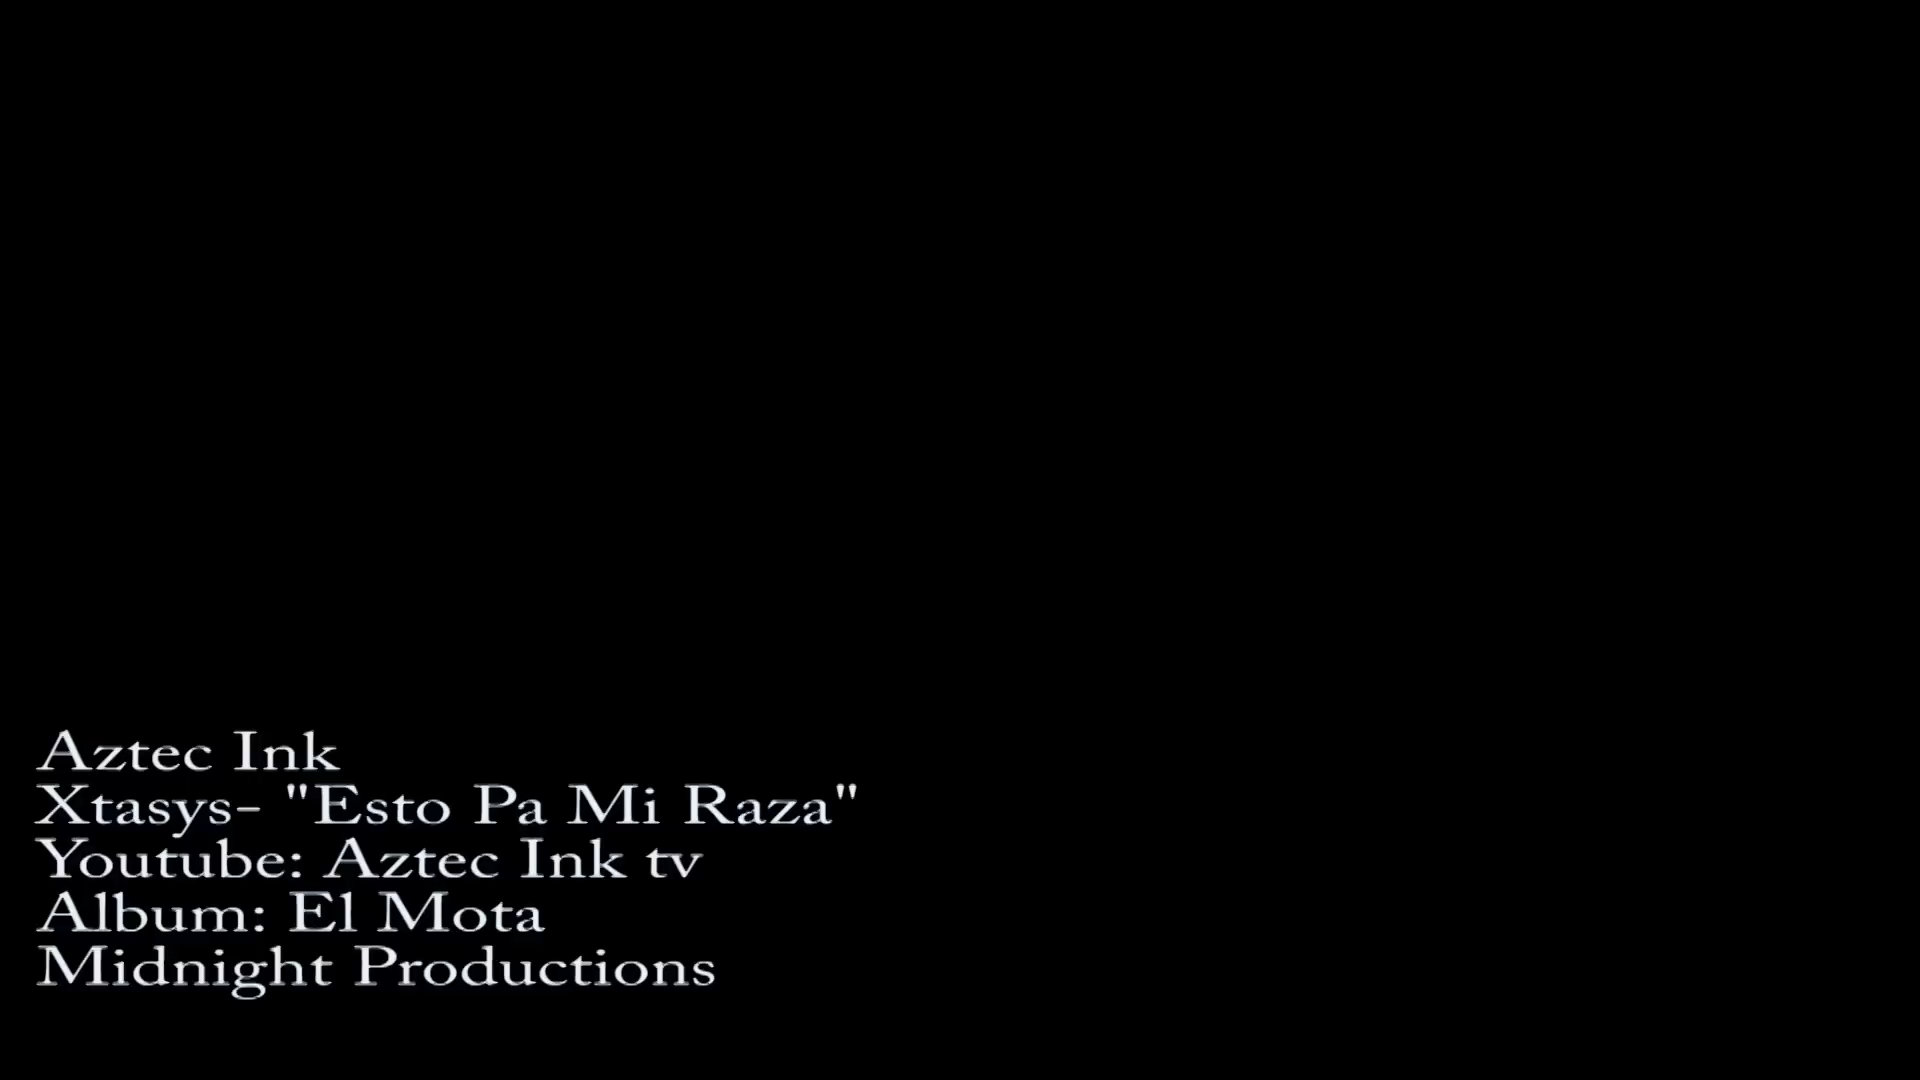 Aztec Ink
Xtasys- "Esto Pa Mi Raza"
Youtube: Aztec Ink tv
Album: El Mota
Midnight Productions